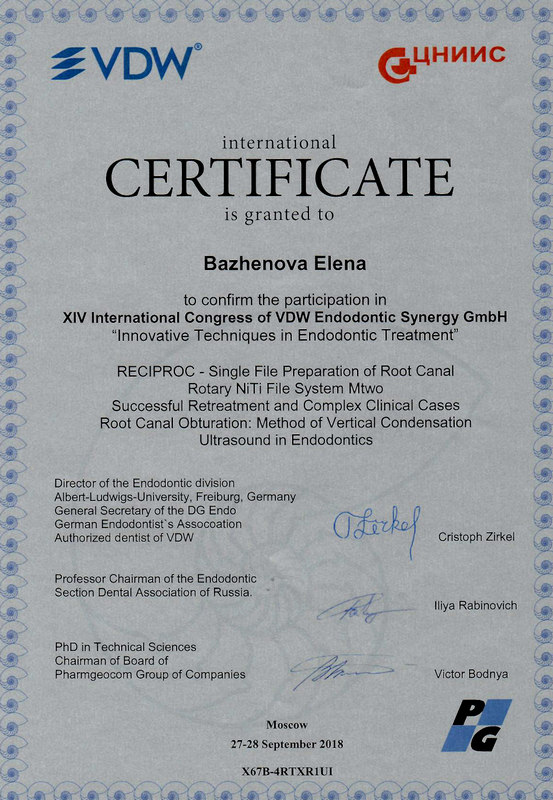 VDW®
ЦНИИС
international
CERTIFICATE
is granted to
Bazhenova Elena
to confirm the participation in
XIV International Congress of VDW Endodontic Synergy GmbH
“Innovative Techniques in Endodontic Treatment”
RECIPROC - Single File Preparation of Root Canal
Rotary NiTi File System Mtwo
Successful Retreatment and Complex Clinical Cases
Root Canal Obturation: Method of Vertical Condensation
Ultrasound in Endodontics
Director of the Endodontic division
Albert-Ludwigs-University, Freiburg, Germany
General Secretary of the DG Endo
German Endodontist`s Assocoation
Authorized dentist of VDW
Cristoph Zirkel
Professor Chairman of the Endodontic
Section Dental Association of Russia.
Iliya Rabinovich
PhD in Technical Sciences
Chairman of Board of
Pharmgeocom Group of Companies
Victor Bodnya
PG
Moscow
27-28 September 2018
X67B-4RTXR1UI